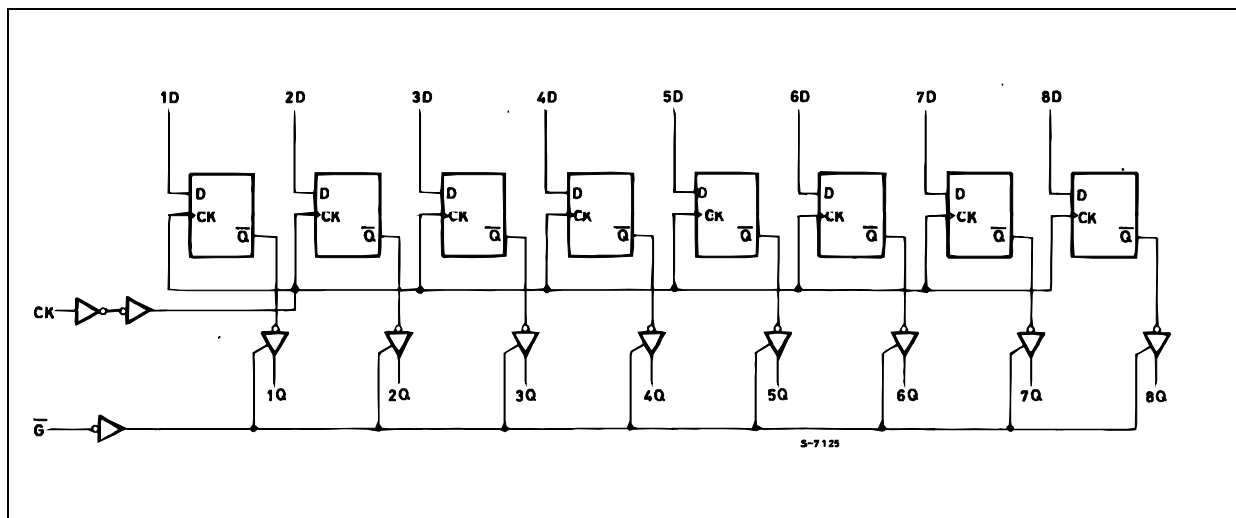 1D 2D 3D 4D 5D 6D 7D 8D
D D D D D D D D
CK CK CK CK CK CK CK CK
Q̅ Q̅ Q̅ Q̅ Q̅ Q̅ Q̅ Q̅
CK
1Q 2Q 3Q 4Q 5Q 6Q 7Q 8Q
G̅
S-7125